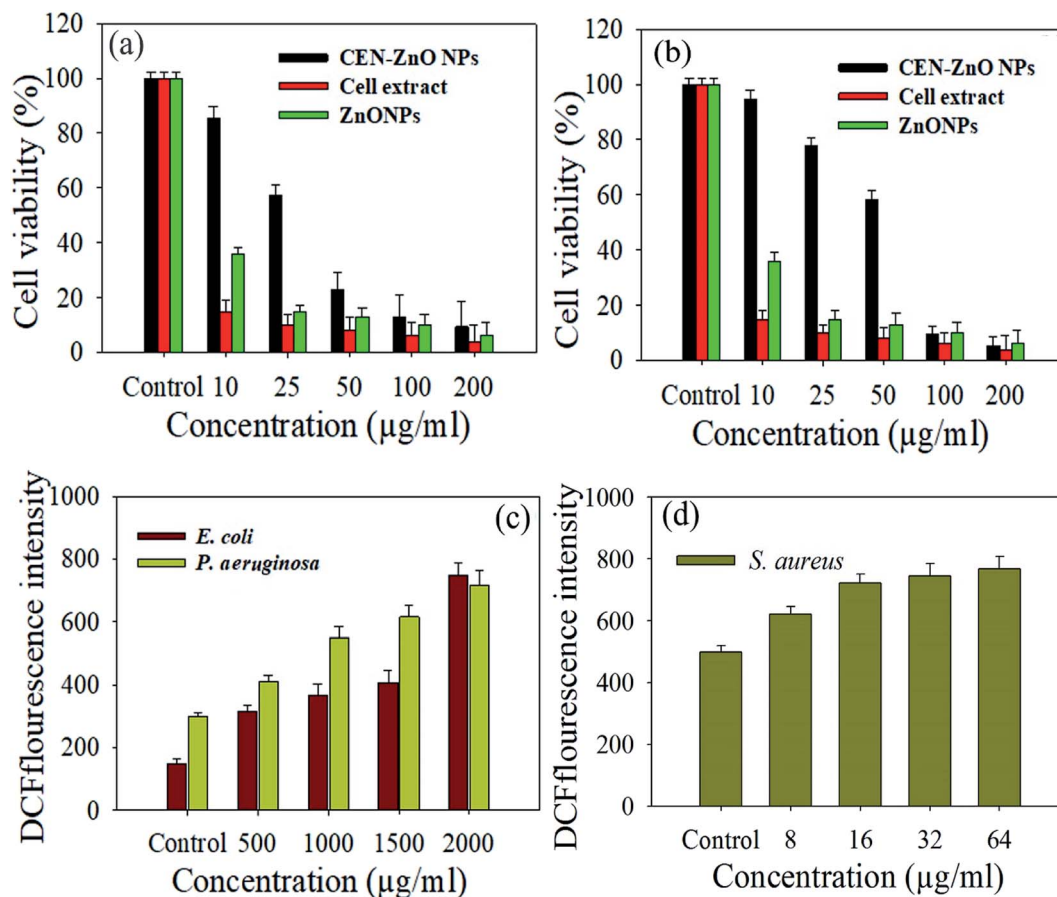 (a)
CEN-ZnO NPs
Cell extract
ZnONPs
Cell viability (%)
120
100
80
60
40
20
0
Control 10 25 50 100 200
Concentration (µg/ml)
(b)
CEN-ZnO NPs
Cell extract
ZnONPs
Cell viability (%)
120
100
80
60
40
20
0
Control 10 25 50 100 200
Concentration (µg/ml)
(c)
E. coli
P. aeruginosa
DCFflourescence intensity
1000
800
600
400
200
0
Control 500 1000 1500 2000
Concentration (µg/ml)
(d)
S. aureus
DCFflourescence intensity
1000
800
600
400
200
0
Control 8 16 32 64
Concentration (µg/ml)